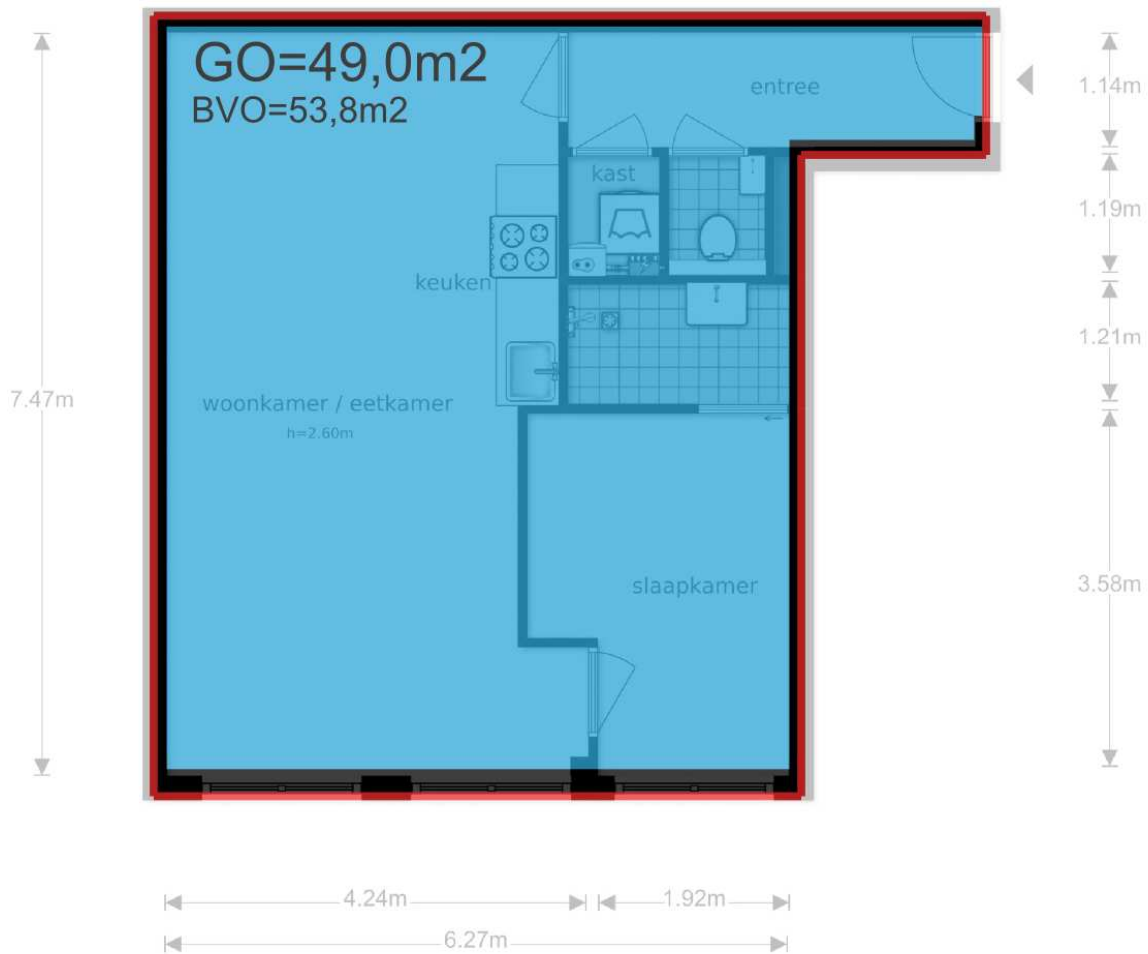 GO=49,0m2
BVO=53,8m2
entree
1.14m
kast
1.19m
keuken
1.21m
7.47m
woonkamer / eetkamer
h=2.60m
slaapkamer
3.58m
4.24m
1.92m
6.27m